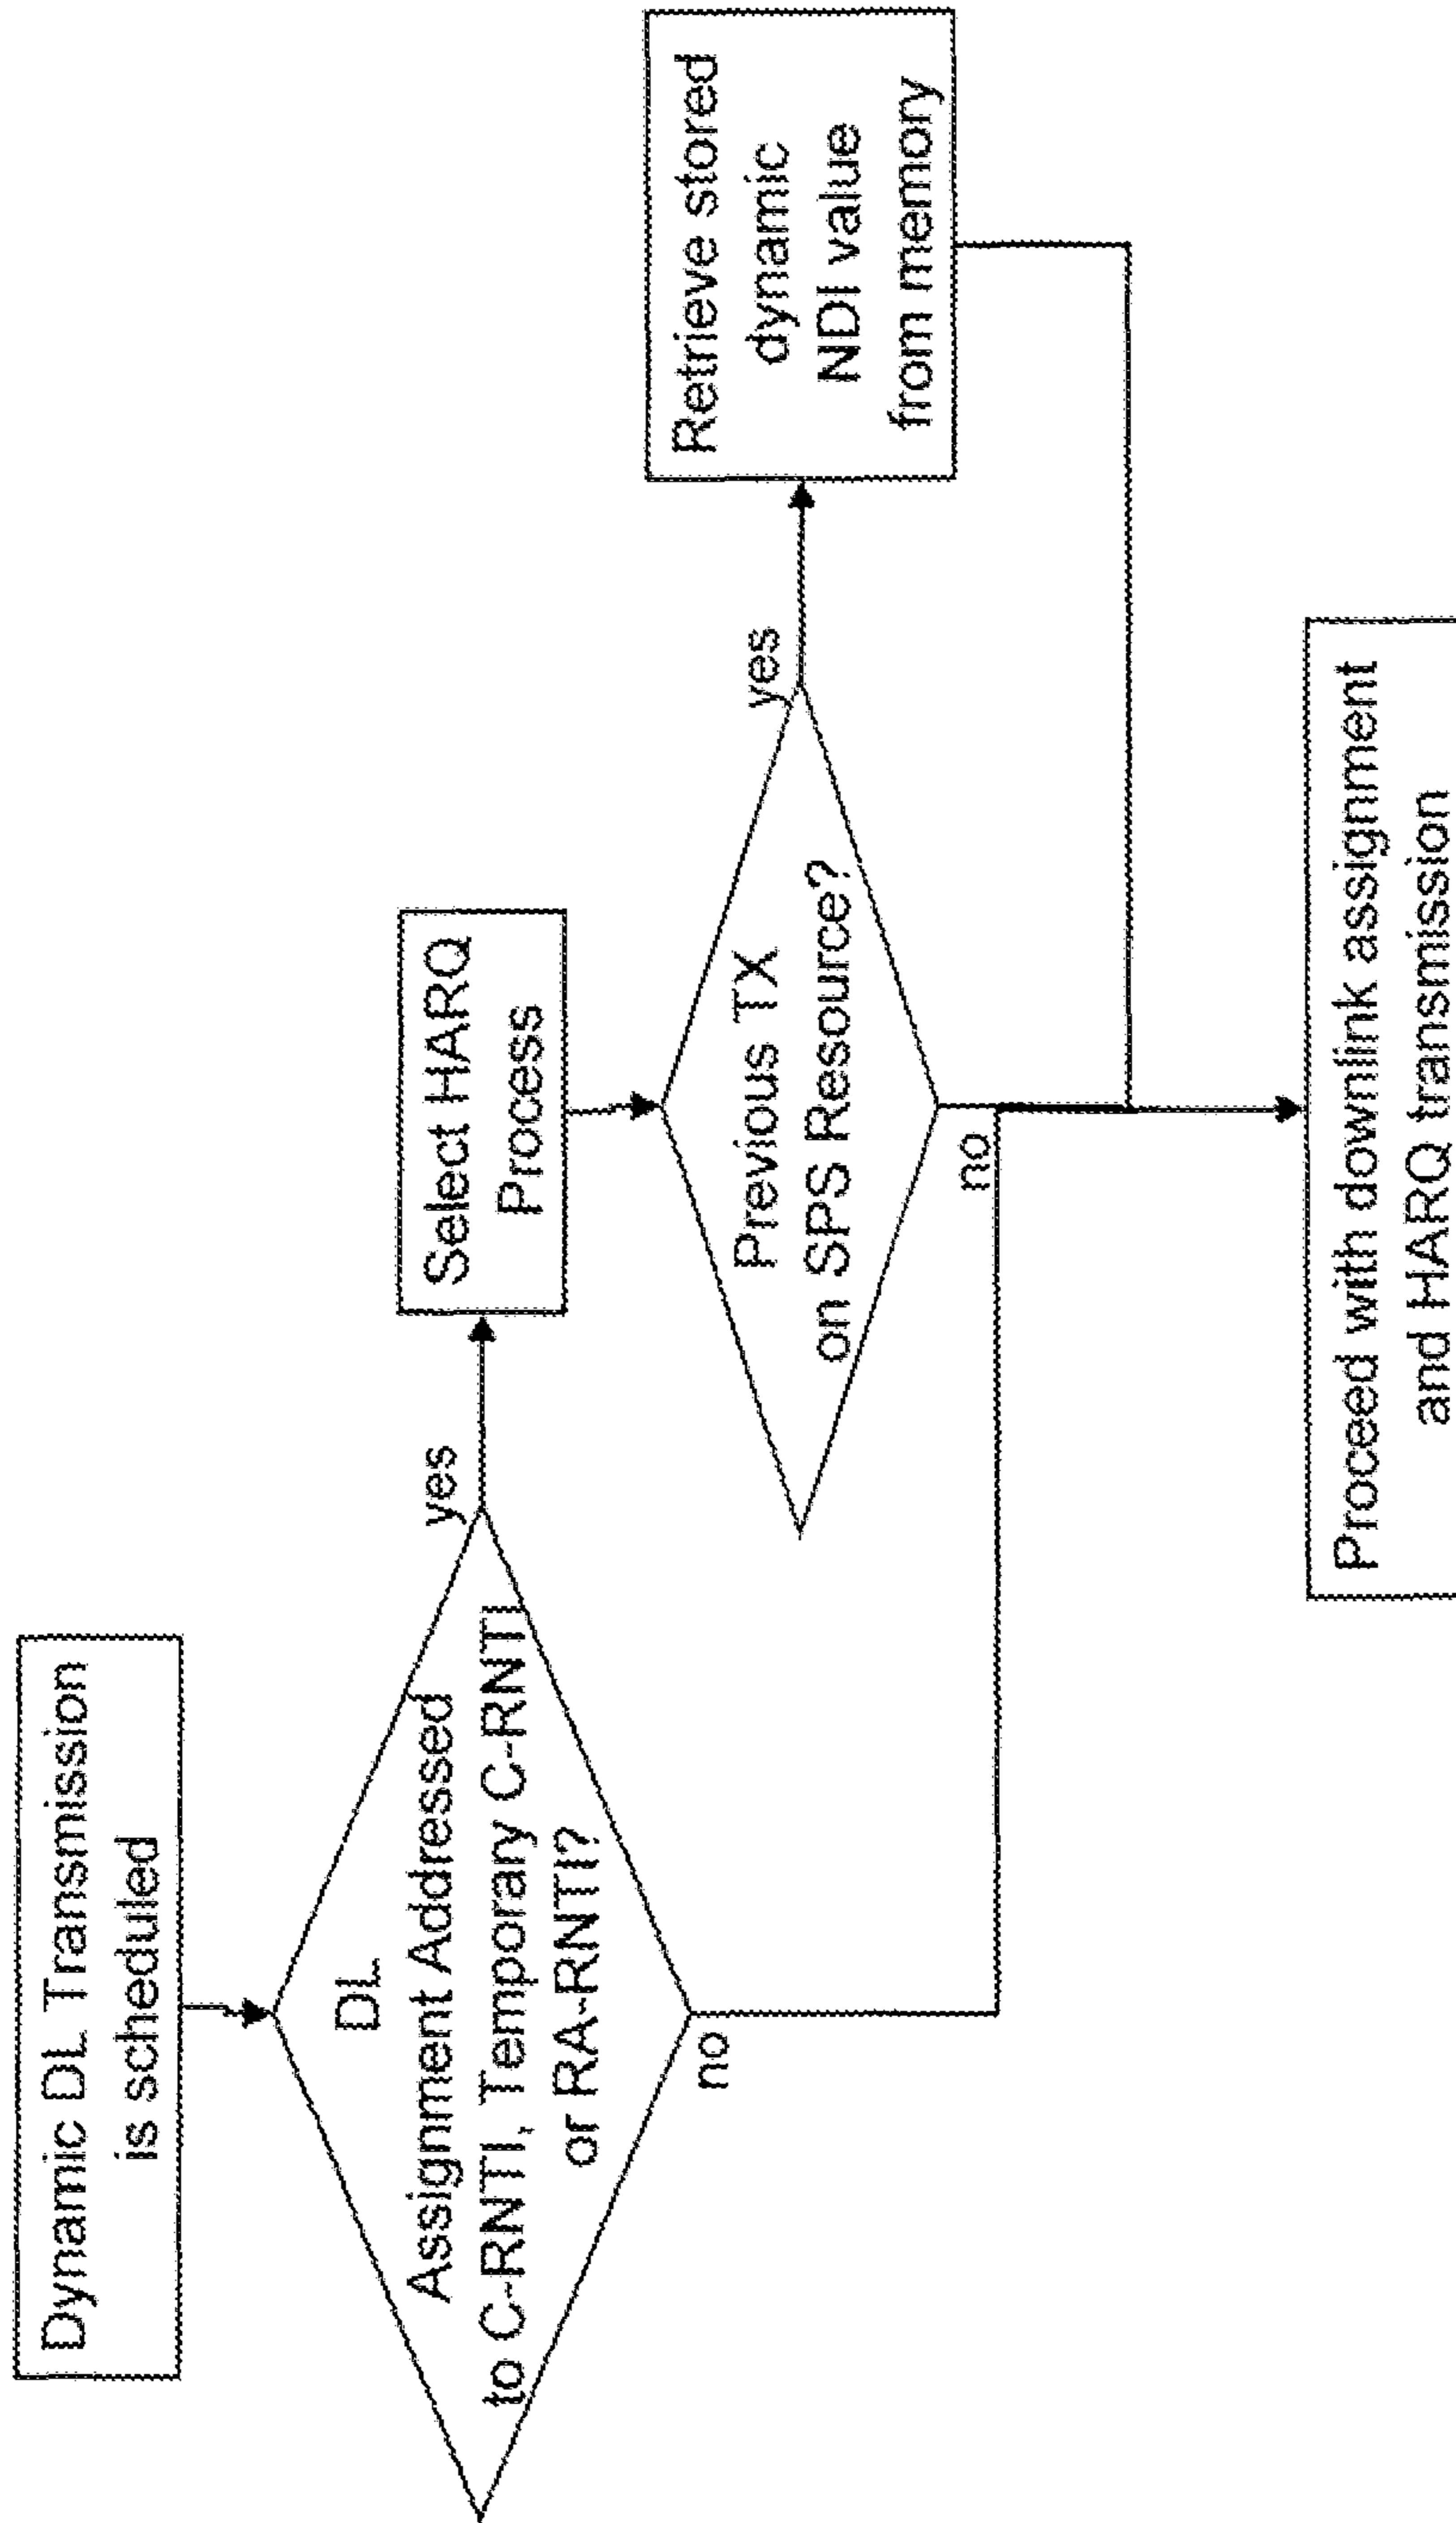 Dynamic DL Transmission
is scheduled
DL
Assignment Addressed
to C-RNTI, Temporary C-RNTI
or RA-RNTI?
yes
no
Select HARQ
Process
Previous TX
on SPS Resource?
yes
no
Retrieve stored
dynamic
NDI value
from memory
Proceed with downlink assignment
and HARQ transmission